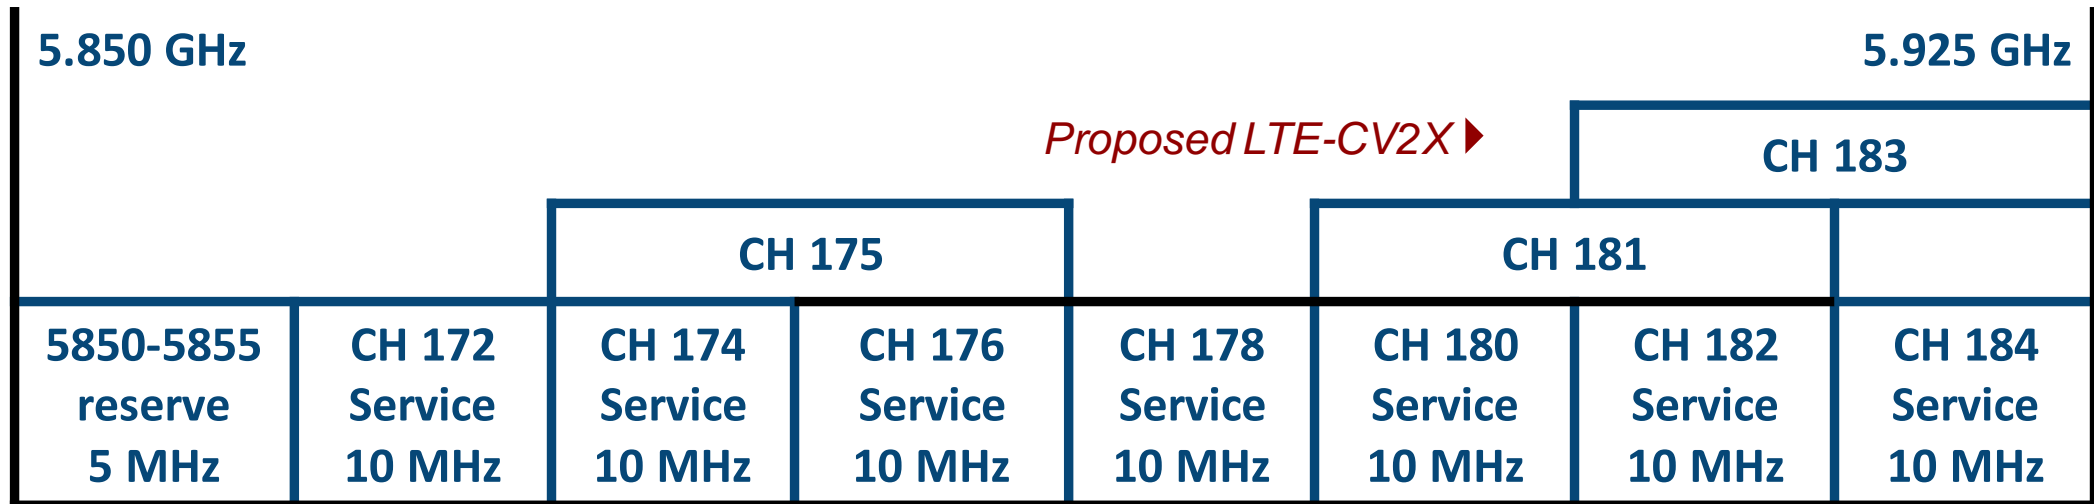 5.850 GHz
5.925 GHz
Proposed LTE-CV2X
CH 183
CH 175
CH 181
5850-5855
reserve
5 MHz
CH 172
Service
10 MHz
CH 174
Service
10 MHz
CH 176
Service
10 MHz
CH 178
Service
10 MHz
CH 180
Service
10 MHz
CH 182
Service
10 MHz
CH 184
Service
10 MHz